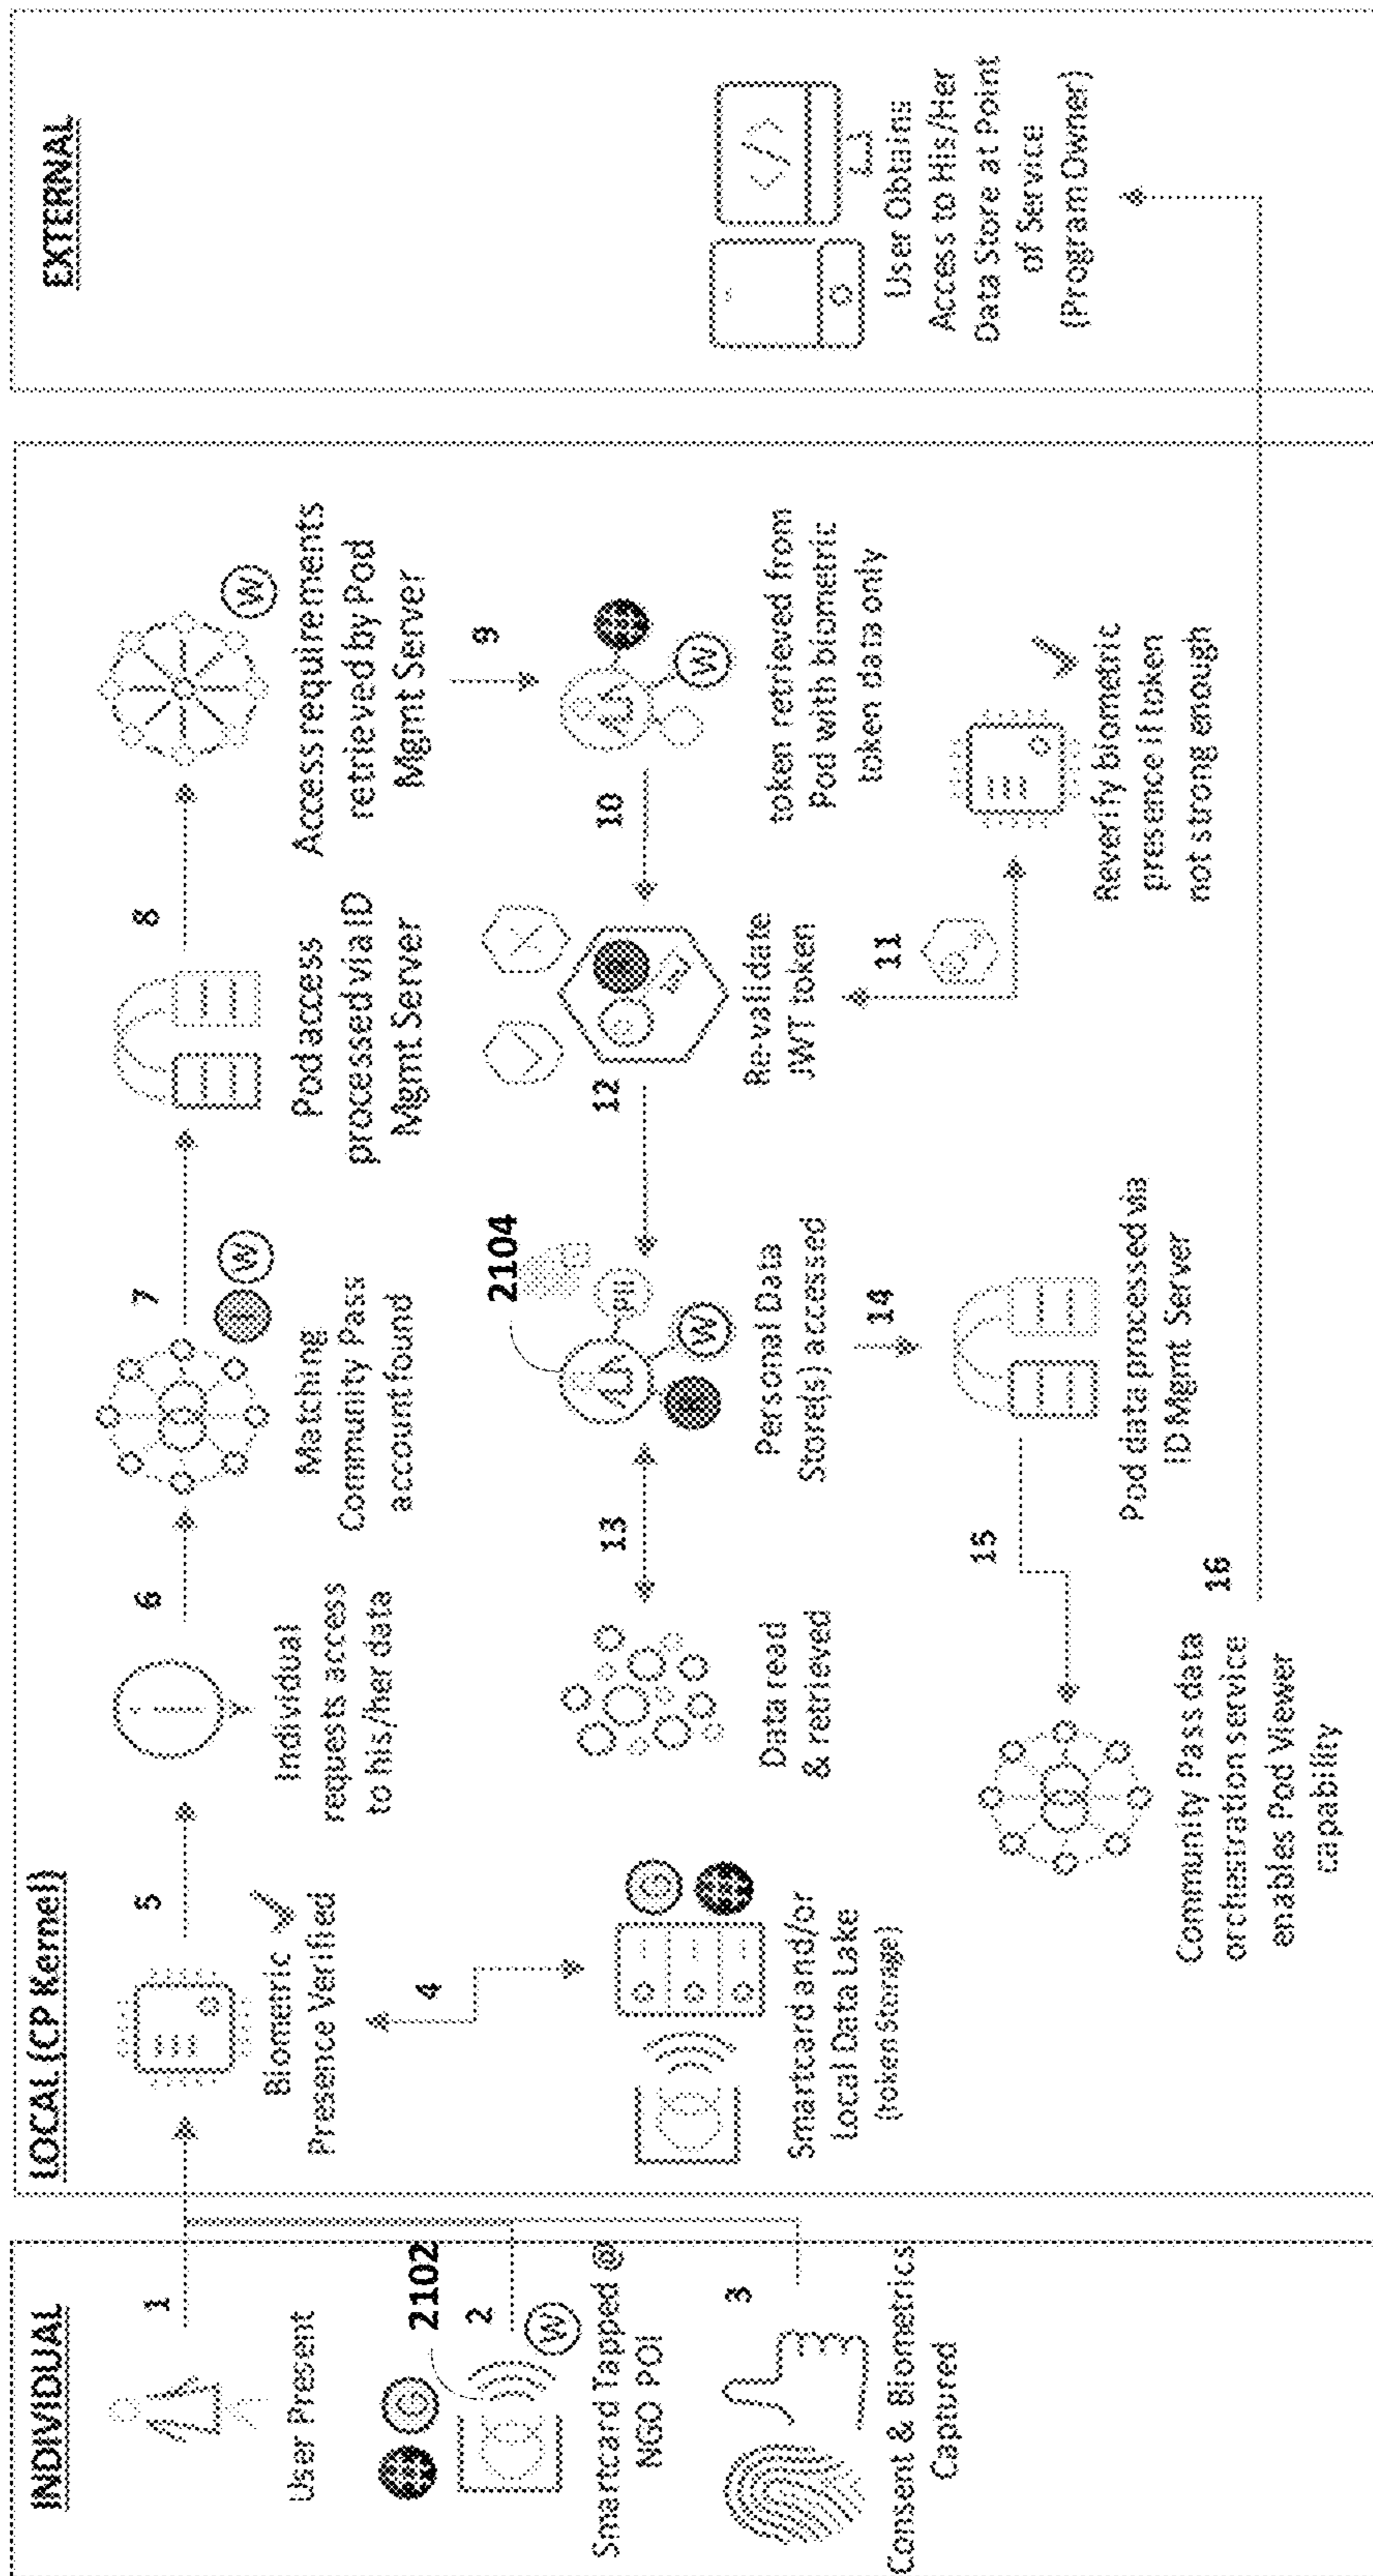 INDIVIDUAL
1
User Present
2102
2
W
Smartcard Tapped @
NGO POI
3
Consent & Biometrics
Captured
LOCAL (CP Kernel)
5
Biometric
Presence Verified
4
Smartcard and/or
Local Data Lake
(token Storage)
6
Individual
requests access
to his/her data
7
W
Matching
Community Pass
account found
8
Pod access
processed via ID
Mgmt Server
W
Access requirements
retrieved by Pod
Mgmt Server
9
W
token retrieved from
Pod with biometric
token data only
10
Re-validate
JWT token
11
Reverify biometric
presence if token
not strong enough
12
2104
PII
W
Personal Data
Store(s) accessed
13
Data read
& retrieved
14
Pod data processed via
ID Mgmt Server
15
Community Pass data
orchestration service
enables Pod Viewer
capability
16
EXTERNAL
</>
User Obtains
Access to His/Her
Data Store at Point
of Service
(Program Owner)